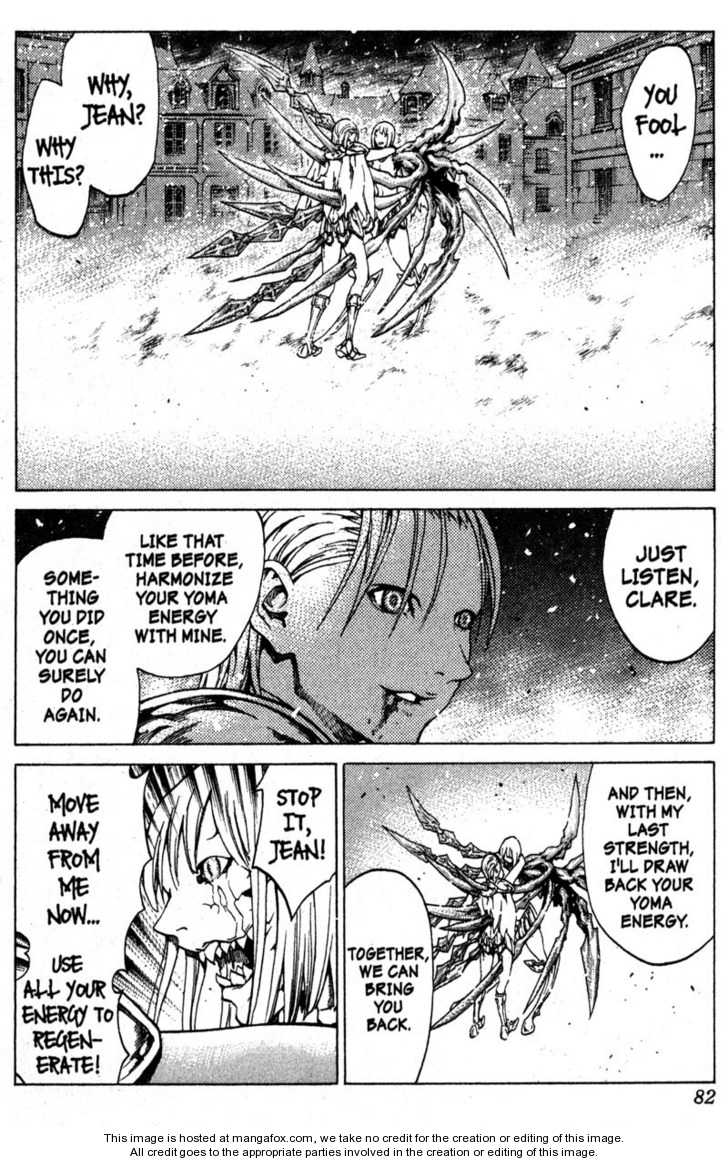 YOU
FOOL
...
WHY,
JEAN?
WHY
THIS?
JUST
LISTEN,
CLARE.
LIKE THAT
TIME BEFORE,
HARMONIZE
YOUR YOMA
ENERGY
WITH MINE.
SOME-
THING
YOU DID
ONCE,
YOU CAN
SURELY
DO
AGAIN.
AND THEN,
WITH MY
LAST
STRENGTH,
I'LL DRAW
BACK YOUR
YOMA
ENERGY.
TOGETHER,
WE CAN
BRING
YOU
BACK.
STOP
IT,
JEAN!
MOVE
AWAY
FROM
ME
NOW...
USE
ALL YOUR
ENERGY TO
REGEN-
ERATE!
82
This image is hosted at mangafox.com, we take no credit for the creation or editing of this image.
All credit goes to the appropriate parties involved in the creation or editing of this image.